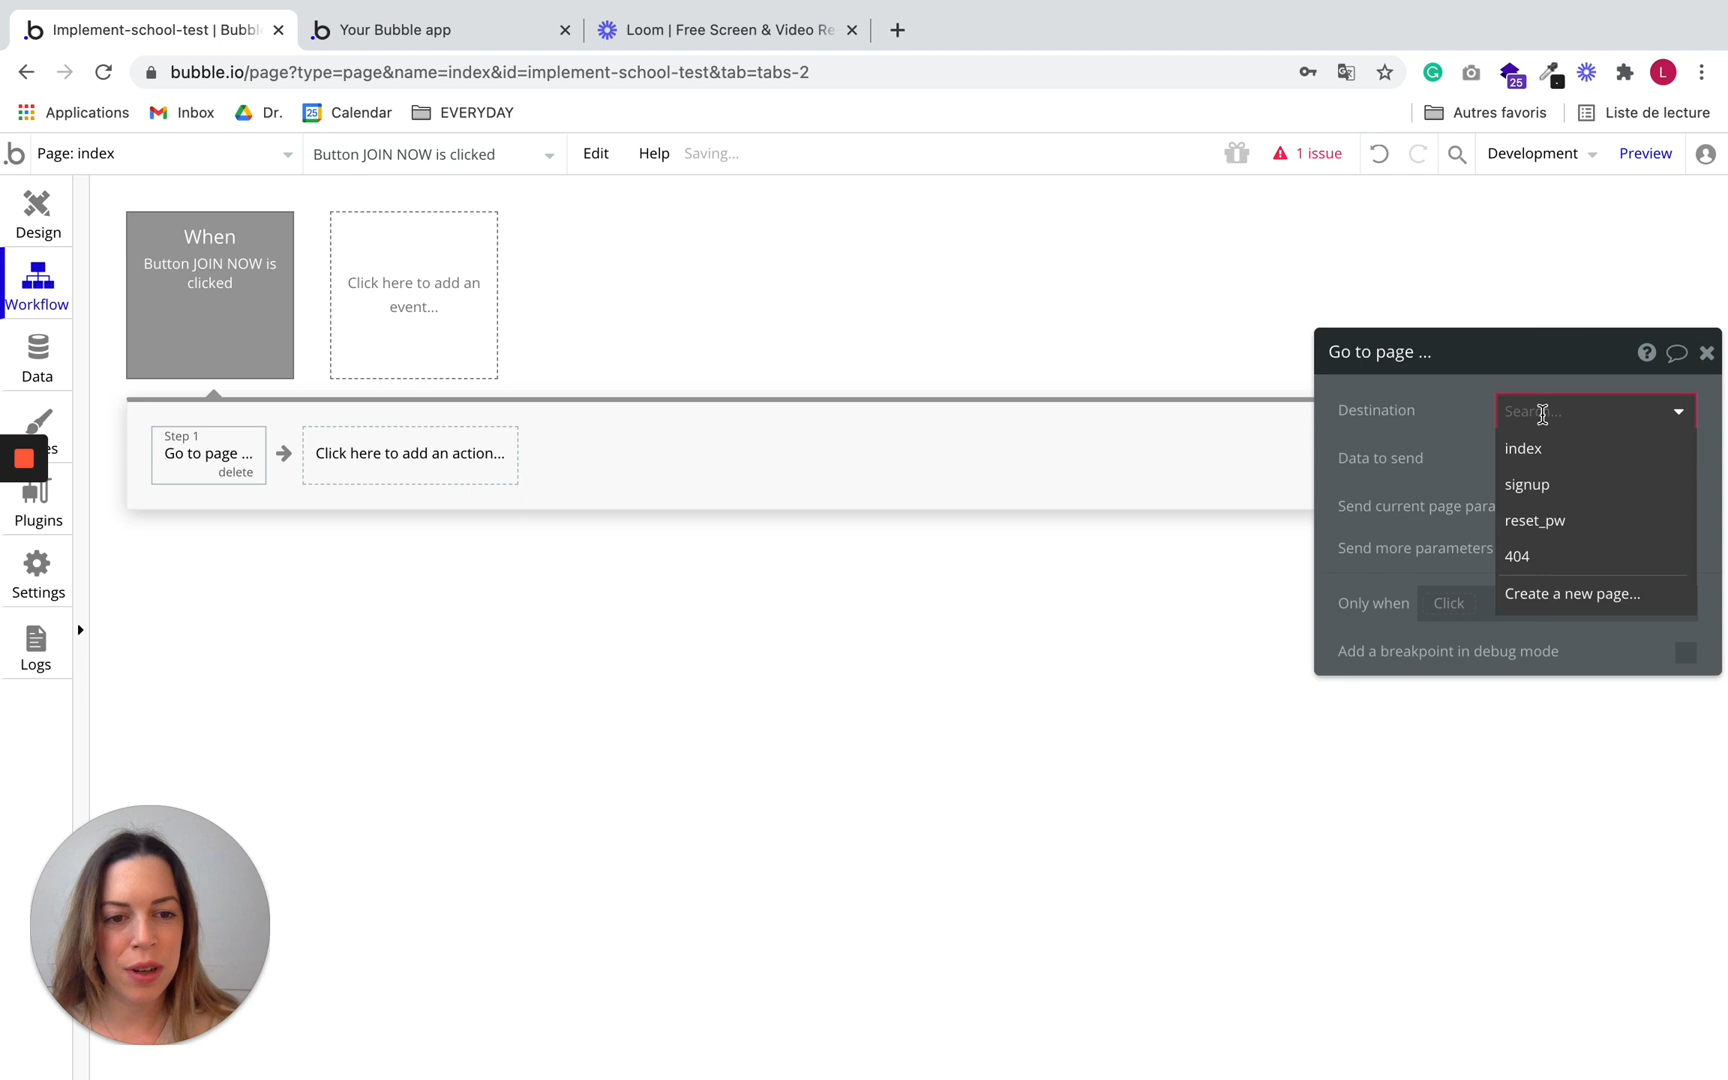 Implement-school-test | Bubbl
Your Bubble app
Loom | Free Screen & Video Re
bubble.io/page?type=page&name=index&id=implement-school-test&tab=tabs-2
25
L
Applications
Inbox
Dr.
25
Calendar
EVERYDAY
Autres favoris
Liste de lecture
Page: index
Button JOIN NOW is clicked
Edit
Help
Saving...
1 issue
Development
Preview
Design
Workflow
Data
es
Plugins
Settings
Logs
When
Button JOIN NOW is
clicked
Click here to add an
event...
Step 1
Go to page ...
delete
Click here to add an action...
Go to page ...
Destination
Search...
index
Data to send
signup
Send current page para
reset_pw
Send more parameters
404
Create a new page...
Only when
Click
Add a breakpoint in debug mode